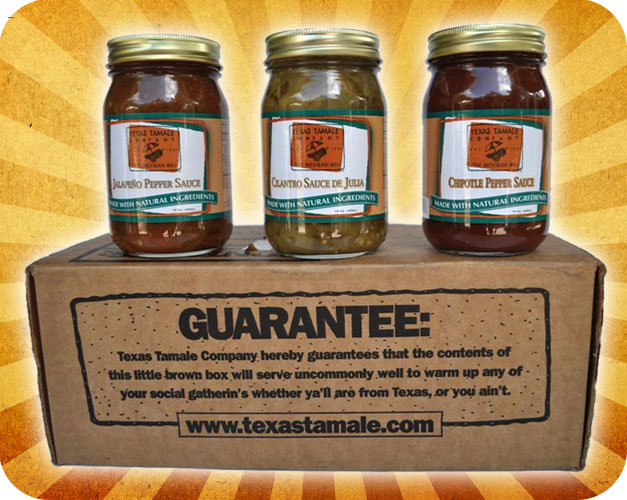 TEXAS TAMALE
COMPANY
JALAPEÑO PEPPER SAUCE
MADE WITH NATURAL INGREDIENTS
TEXAS TAMALE
COMPANY
CILANTRO SAUCE DE JULIA
MADE WITH NATURAL INGREDIENTS
TEXAS TAMALE
COMPANY
CHIPOTLE PEPPER SAUCE
MADE WITH NATURAL INGREDIENTS
GUARANTEE:
Texas Tamale Company hereby guarantees that the contents of
this little brown box will serve uncommonly well to warm up any of
your social gatherin's whether ya'll are from Texas, or you ain't.
www.texastamale.com